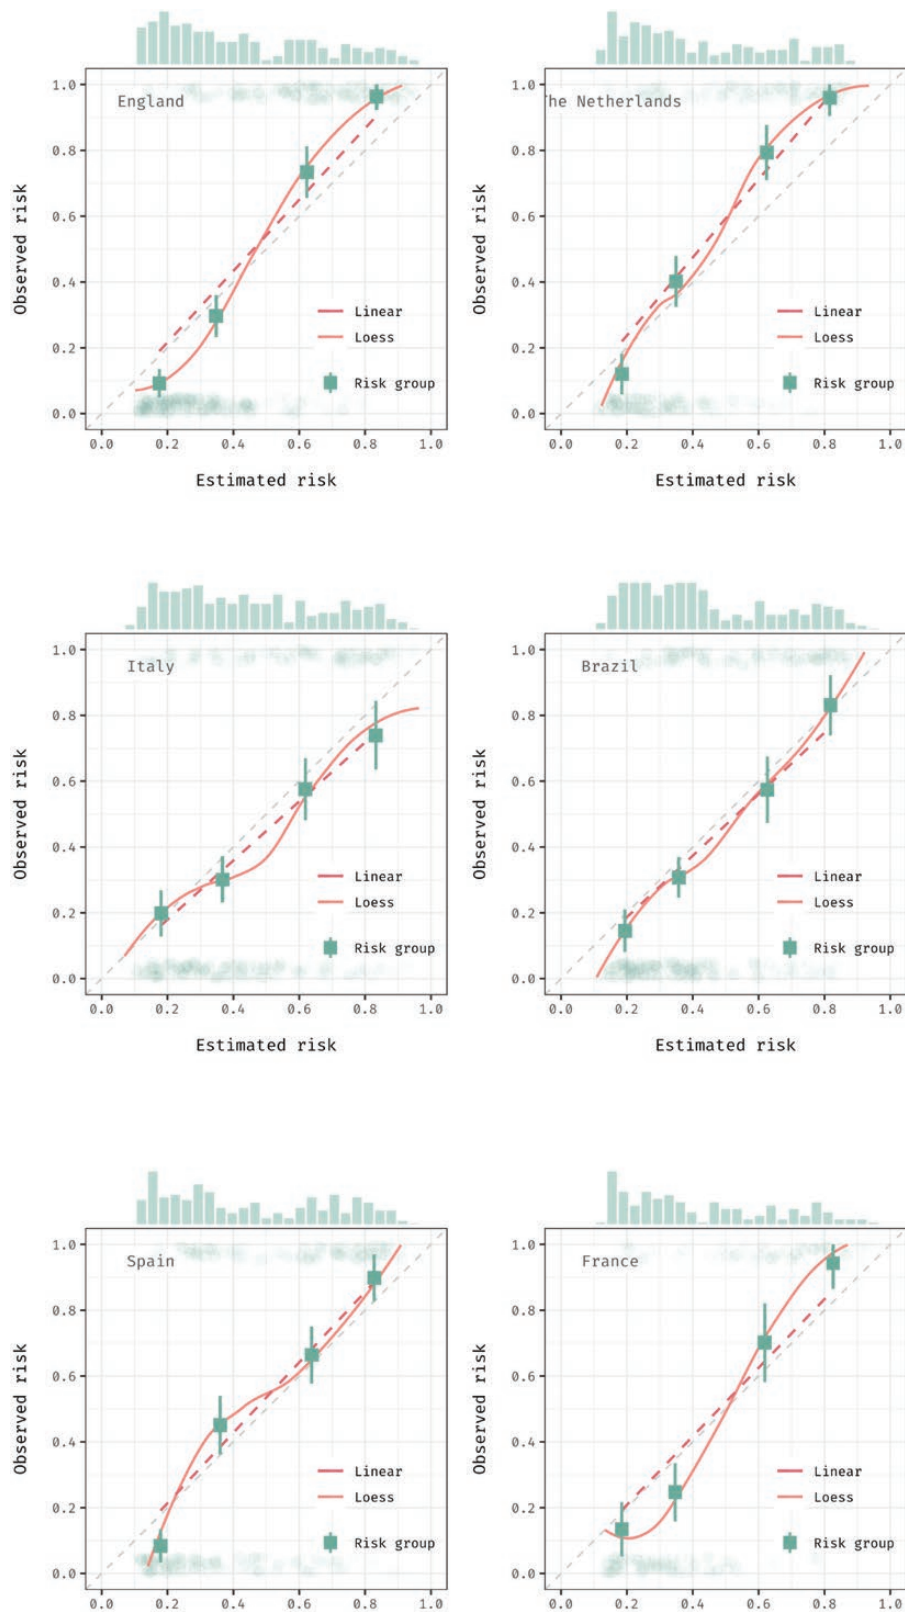 England
1.0
0.8
0.6
0.4
0.2
0.0
Observed risk
Linear
Loess
Risk group
0.0 0.2 0.4 0.6 0.8 1.0
Estimated risk
he Netherlands
1.0
0.8
0.6
0.4
0.2
0.0
Observed risk
Linear
Loess
Risk group
0.0 0.2 0.4 0.6 0.8 1.0
Estimated risk
Italy
1.0
0.8
0.6
0.4
0.2
0.0
Observed risk
Linear
Loess
Risk group
0.0 0.2 0.4 0.6 0.8 1.0
Estimated risk
Brazil
1.0
0.8
0.6
0.4
0.2
0.0
Observed risk
Linear
Loess
Risk group
0.0 0.2 0.4 0.6 0.8 1.0
Estimated risk
Spain
1.0
0.8
0.6
0.4
0.2
0.0
Observed risk
Linear
Loess
Risk group
0.0 0.2 0.4 0.6 0.8 1.0
France
1.0
0.8
0.6
0.4
0.2
0.0
Observed risk
Linear
Loess
Risk group
0.0 0.2 0.4 0.6 0.8 1.0